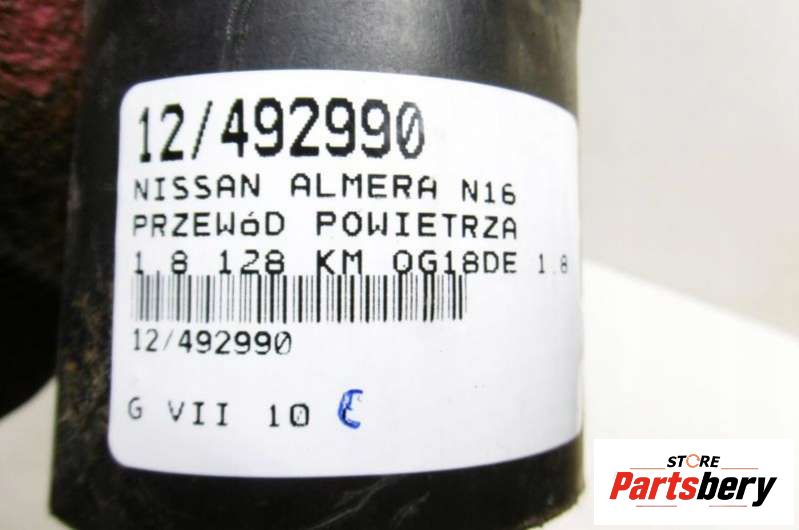 12/492990
NISSAN ALMERA N16
PRZEWóD POWIETRZA
1.8 128 KM QG18DE 1.8
12/492990
G VII 10 C
STORE
Partsbery